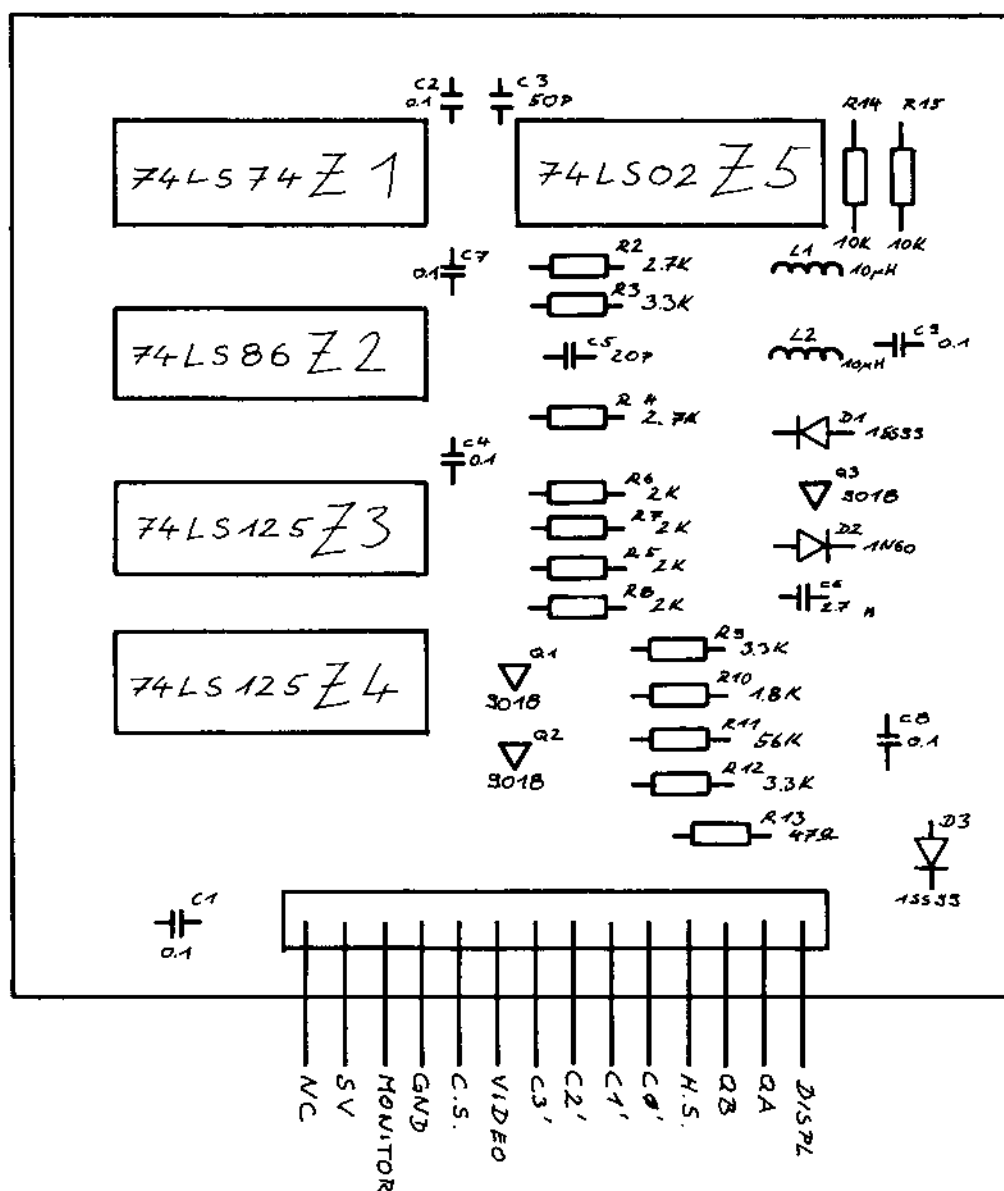 C2
0.1
C3
50P
R14
R15
74LS74 Z1
74LS02 Z5
10K
10K
C7
0.1
R2
2.7K
L1
10µH
R3
3.3K
74LS86 Z2
C5
20P
L2
10µH
C9
0.1
R4
2.7K
D1
1S599
C4
0.1
74LS125 Z3
R6
2K
Q3
9018
R7
2K
D2
1N60
R5
2K
C6
2.7
R8
2K
74LS125 Z4
Q1
9018
R9
3.3K
R10
1.8K
Q2
9018
R11
56K
C8
0.1
R12
3.3K
R13
47Ω
D3
1S599
C1
0.1
NC
5V
MONITOR
GND
C.S.
VIDEO
C3'
C2'
C1'
CØ'
H.S.
QB
QA
DISPL